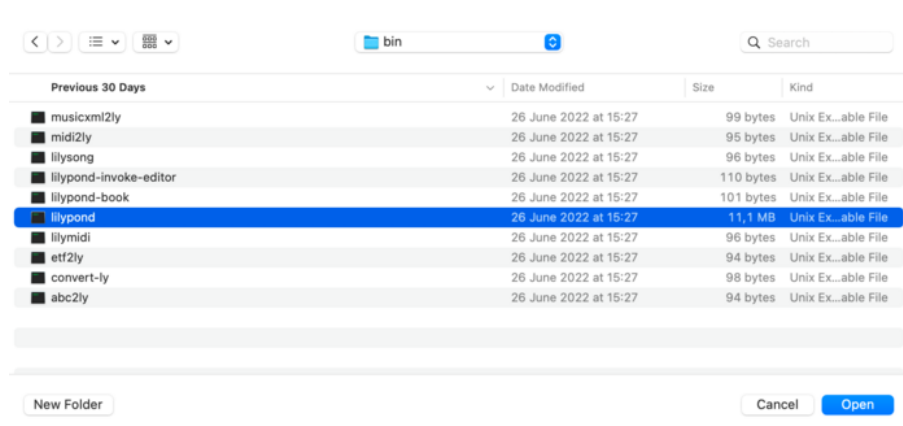 bin
Search
Previous 30 Days Date Modified Size Kind
musicxml2ly 26 June 2022 at 15:27 99 bytes Unix Ex...able File
midi2ly 26 June 2022 at 15:27 95 bytes Unix Ex...able File
lilysong 26 June 2022 at 15:27 96 bytes Unix Ex...able File
lilypond-invoke-editor 26 June 2022 at 15:27 110 bytes Unix Ex...able File
lilypond-book 26 June 2022 at 15:27 101 bytes Unix Ex...able File
lilypond 26 June 2022 at 15:27 11,1 MB Unix Ex...able File
lilymidi 26 June 2022 at 15:27 96 bytes Unix Ex...able File
etf2ly 26 June 2022 at 15:27 94 bytes Unix Ex...able File
convert-ly 26 June 2022 at 15:27 98 bytes Unix Ex...able File
abc2ly 26 June 2022 at 15:27 94 bytes Unix Ex...able File
New Folder Cancel Open